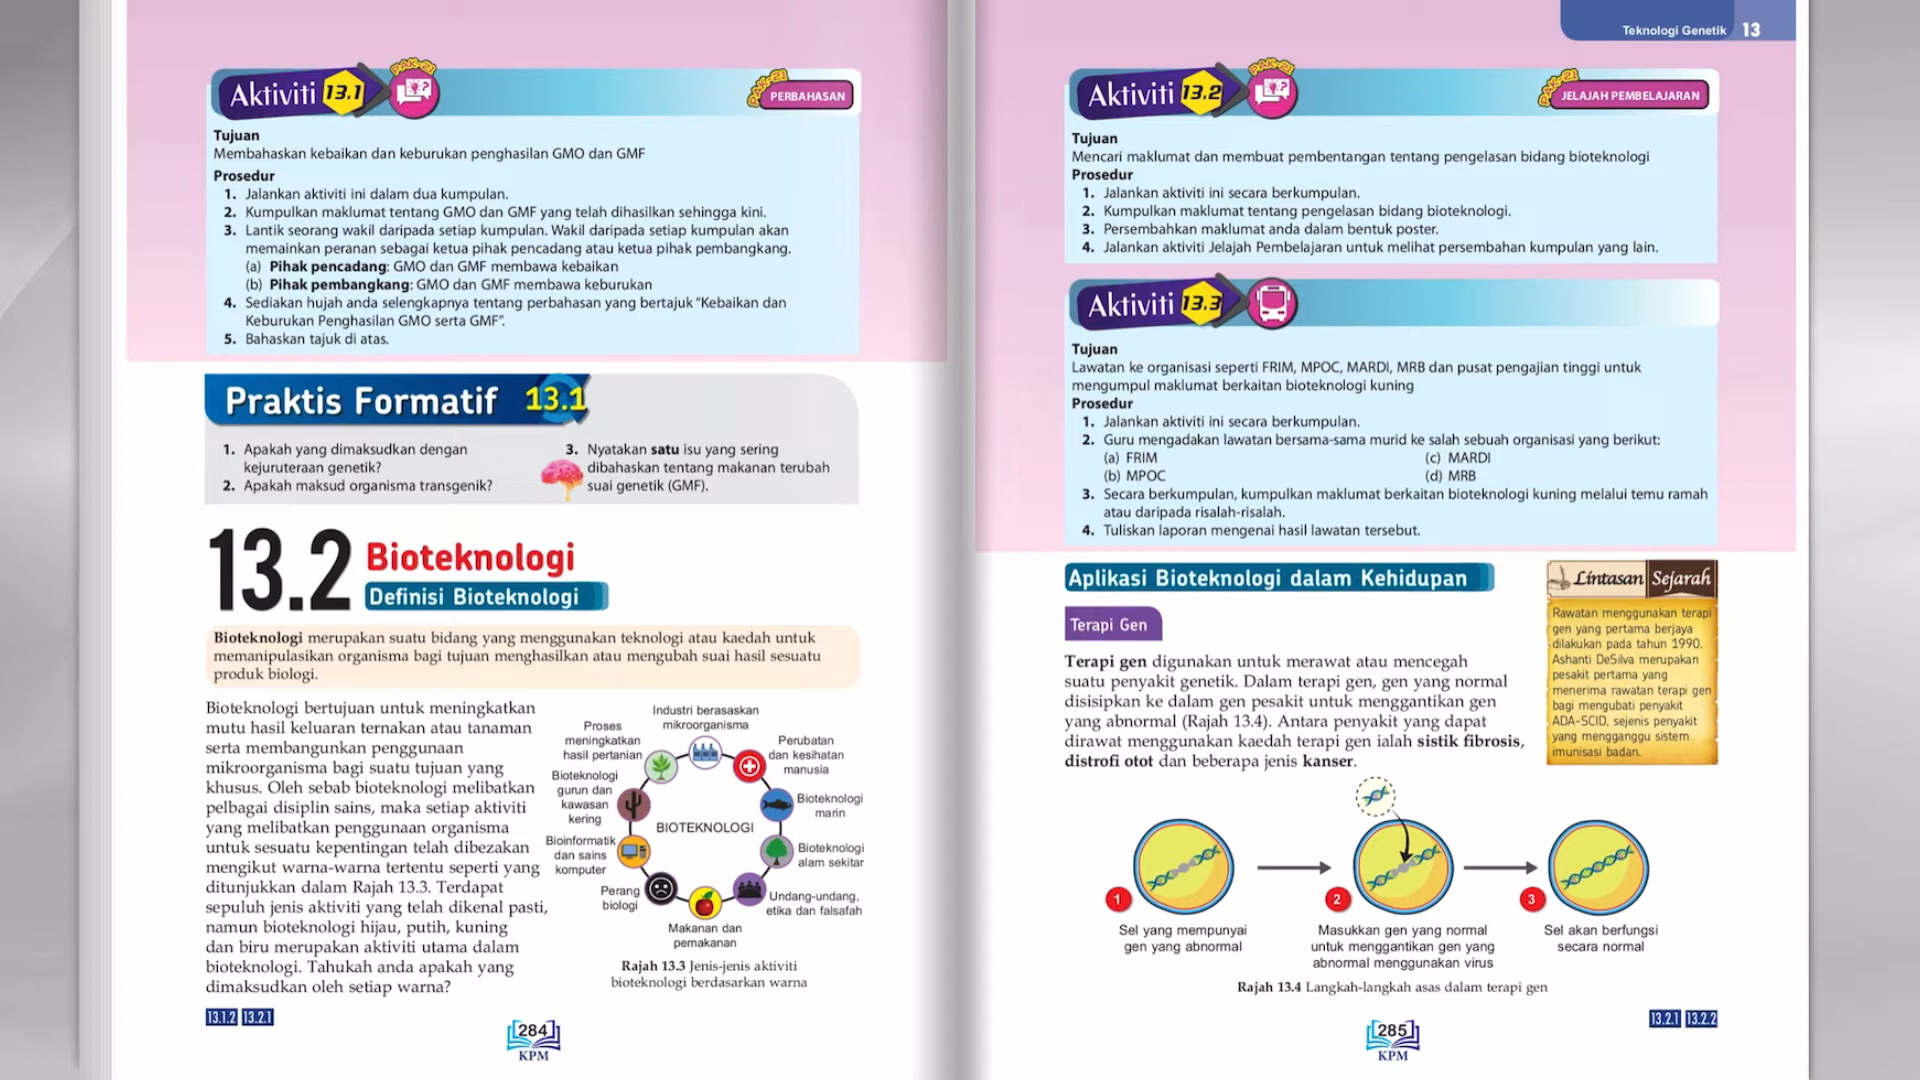 Aktiviti 13.1
PAK-21
PAK-21
PERBAHASAN
Tujuan
Membahaskan kebaikan dan keburukan penghasilan GMO dan GMF
Prosedur
1. Jalankan aktiviti ini dalam dua kumpulan.
2. Kumpulkan maklumat tentang GMO dan GMF yang telah dihasilkan sehingga kini.
3. Lantik seorang wakil daripada setiap kumpulan. Wakil daripada setiap kumpulan akan
memainkan peranan sebagai ketua pihak pencadang atau ketua pihak pembangkang.
(a) Pihak pencadang: GMO dan GMF membawa kebaikan
(b) Pihak pembangkang: GMO dan GMF membawa keburukan
4. Sediakan hujah anda selengkapnya tentang perbahasan yang bertajuk "Kebaikan dan
Keburukan Penghasilan GMO serta GMF".
5. Bahaskan tajuk di atas.
Praktis Formatif 13.1
1. Apakah yang dimaksudkan dengan
kejuruteraan genetik?
2. Apakah maksud organisma transgenik?
3. Nyatakan satu isu yang sering
dibahaskan tentang makanan terubah
suai genetik (GMF).
13.2 Bioteknologi
Definisi Bioteknologi
Bioteknologi merupakan suatu bidang yang menggunakan teknologi atau kaedah untuk
memanipulasikan organisma bagi tujuan menghasilkan atau mengubah suai hasil sesuatu
produk biologi.
Bioteknologi bertujuan untuk meningkatkan
mutu hasil keluaran ternakan atau tanaman
serta membangunkan penggunaan
mikroorganisma bagi suatu tujuan yang
khusus. Oleh sebab bioteknologi melibatkan
pelbagai disiplin sains, maka setiap aktiviti
yang melibatkan penggunaan organisma
untuk sesuatu kepentingan telah dibezakan
mengikut warna-warna tertentu seperti yang
ditunjukkan dalam Rajah 13.3. Terdapat
sepuluh jenis aktiviti yang telah dikenal pasti,
namun bioteknologi hijau, putih, kuning
dan biru merupakan aktiviti utama dalam
bioteknologi. Tahukah anda apakah yang
dimaksudkan oleh setiap warna?
Industri berasaskan
mikroorganisma
Perubatan
dan kesihatan
manusia
Bioteknologi
marin
Bioteknologi
alam sekitar
Undang-undang,
etika dan falsafah
Makanan dan
pemakanan
Perang
biologi
Bioinformatik
dan sains
komputer
Bioteknologi
gurun dan
kawasan
kering
Proses
meningkatkan
hasil pertanian
BIOTEKNOLOGI
Rajah 13.3 Jenis-jenis aktiviti
bioteknologi berdasarkan warna
13.1.2 13.2.1
284
KPM
Teknologi Genetik 13
Aktiviti 13.2
PAK-21
PAK-21
JELAJAH PEMBELAJARAN
Tujuan
Mencari maklumat dan membuat pembentangan tentang pengelasan bidang bioteknologi
Prosedur
1. Jalankan aktiviti ini secara berkumpulan.
2. Kumpulkan maklumat tentang pengelasan bidang bioteknologi.
3. Persembahkan maklumat anda dalam bentuk poster.
4. Jalankan aktiviti Jelajah Pembelajaran untuk melihat persembahan kumpulan yang lain.
Aktiviti 13.3
Tujuan
Lawatan ke organisasi seperti FRIM, MPOC, MARDI, MRB dan pusat pengajian tinggi untuk
mengumpul maklumat berkaitan bioteknologi kuning
Prosedur
1. Jalankan aktiviti ini secara berkumpulan.
2. Guru mengadakan lawatan bersama-sama murid ke salah sebuah organisasi yang berikut:
(a) FRIM (c) MARDI
(b) MPOC (d) MRB
3. Secara berkumpulan, kumpulkan maklumat berkaitan bioteknologi kuning melalui temu ramah
atau daripada risalah-risalah.
4. Tuliskan laporan mengenai hasil lawatan tersebut.
Aplikasi Bioteknologi dalam Kehidupan
Terapi Gen
Terapi gen digunakan untuk merawat atau mencegah
suatu penyakit genetik. Dalam terapi gen, gen yang normal
disisipkan ke dalam gen pesakit untuk menggantikan gen
yang abnormal (Rajah 13.4). Antara penyakit yang dapat
dirawat menggunakan kaedah terapi gen ialah sistik fibrosis,
distrofi otot dan beberapa jenis kanser.
Lintasan Sejarah
Rawatan menggunakan terapi
gen yang pertama berjaya
dilakukan pada tahun 1990.
Ashanti DeSilva merupakan
pesakit pertama yang
menerima rawatan terapi gen
bagi mengubati penyakit
ADA-SCID, sejenis penyakit
yang mengganggu sistem
imunisasi badan.
1
Sel yang mempunyai
gen yang abnormal
2
Masukkan gen yang normal
untuk menggantikan gen yang
abnormal menggunakan virus
3
Sel akan berfungsi
secara normal
Rajah 13.4 Langkah-langkah asas dalam terapi gen
285
KPM
13.2.1 13.2.2